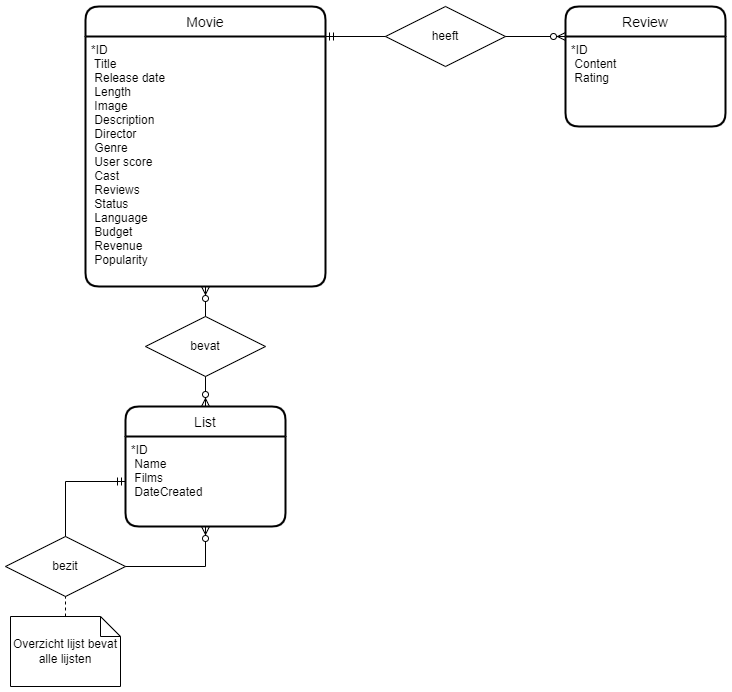 Movie
*ID
Title
Release date
Length
Image
Description
Director
Genre
User score
Cast
Reviews
Status
Language
Budget
Revenue
Popularity
heeft
Review
*ID
Content
Rating
bevat
List
*ID
Name
Films
DateCreated
bezit
Overzicht lijst bevat
alle lijsten